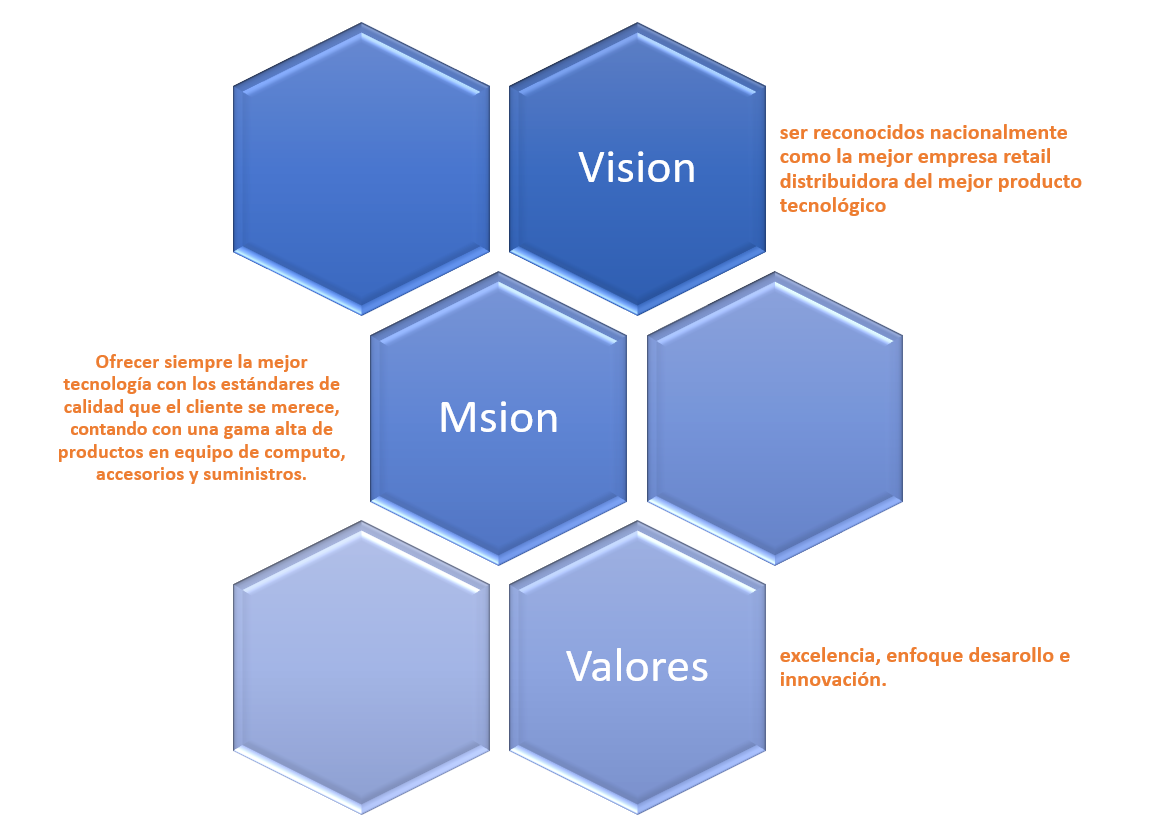 Vision
ser reconocidos nacionalmente
como la mejor empresa retail
distribuidora del mejor producto
tecnológico
Msion
Ofrecer siempre la mejor
tecnología con los estándares de
calidad que el cliente se merece,
contando con una gama alta de
productos en equipo de computo,
accesorios y suministros.
Valores
excelencia, enfoque desarollo e
innovación.